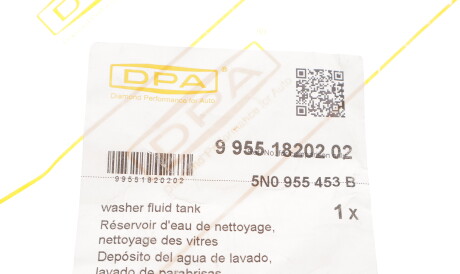 DPA
Diamond Performance for Auto
9 955 18202 02
99551820202
5N0 955 453 B
washer fluid tank
1 x
Réservoir d'eau de nettoyage,
nettoyage des vitres
Depósito del agua de lavado,
lavado de parabrisas